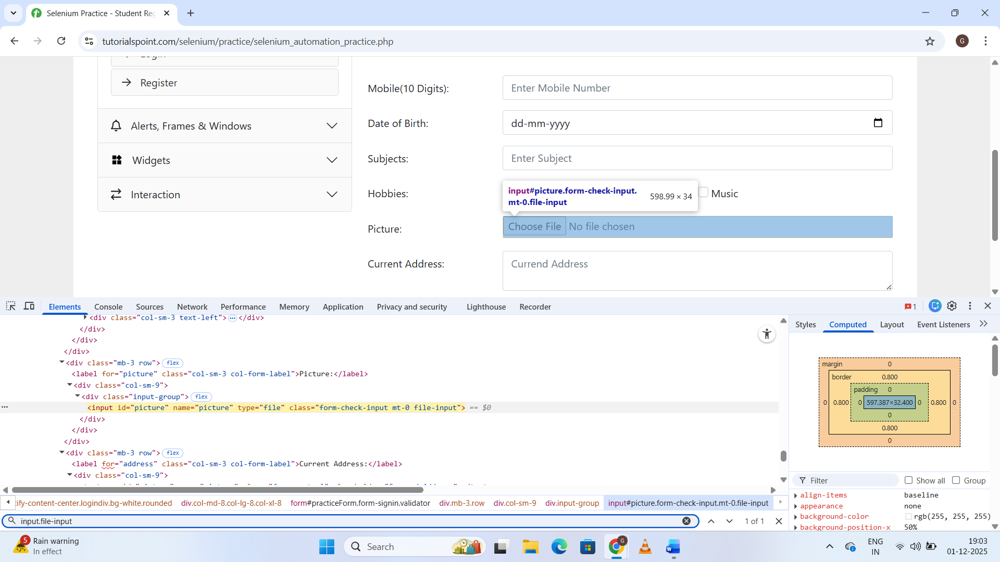 Selenium Practice - Student Reg
tutorialspoint.com/selenium/practice/selenium_automation_practice.php
G
Login
Register
Alerts, Frames & Windows
Widgets
Interaction
Mobile(10 Digits):
Enter Mobile Number
Date of Birth:
dd-mm-yyyy
Subjects:
Enter Subject
Hobbies:
Music
input#picture.form-check-input.
mt-0.file-input
598.99 × 34
Picture:
Choose File No file chosen
Current Address:
Currend Address
Elements Console Sources Network Performance Memory Application Privacy and security Lighthouse Recorder 1
<div class="col-sm-3 text-left"> … </div>
</div>
</div>
</div>
<div class="mb-3 row"> flex
<label for="picture" class="col-sm-3 col-form-label">Picture:</label>
<div class="col-sm-9">
<div class="input-group"> flex
<input id="picture" name="picture" type="file" class="form-check-input mt-0 file-input"> == $0
</div>
</div>
</div>
<div class="mb-3 row"> flex
<label for="address" class="col-sm-3 col-form-label">Current Address:</label>
<div class="col-sm-9">
ify-content-center.logindiv.bg-white.rounded div.col-md-8.col-lg-8.col-xl-8 form#practiceForm.form-signin.validator div.mb-3.row div.col-sm-9 div.input-group input#picture.form-check-input.mt-0.file-input
input.file-input
1 of 1
Styles Computed Layout Event Listeners
margin 0
border 0.800
padding 0
0 0.800 0 597.387×32.400 0 0.800 0
0
0.800
0
Filter Show all Group
align-items baseline
appearance none
background-color rgb(255, 255, 255)
background-position-x 50%
5
Rain warning
In effect
Search
G
W
ENG
IN
19:03
01-12-2025